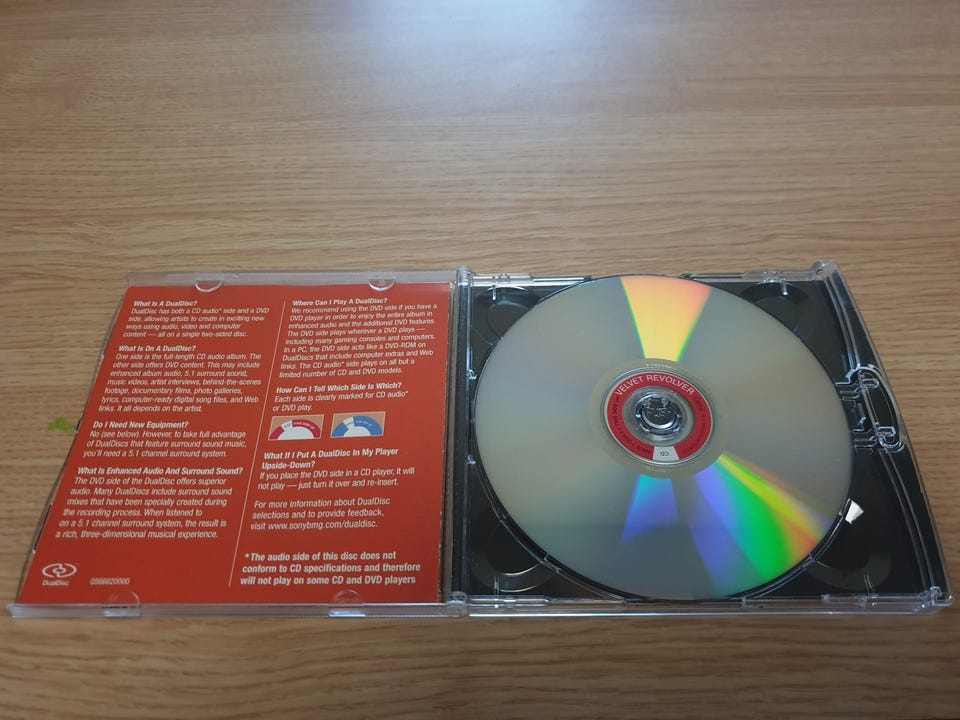 What Is A DualDisc?
DualDisc has both a CD audio* side and a DVD
side, allowing artists to create in exciting new
ways using audio, video and computer
content — all on a single two-sided disc.
What Is On A DualDisc?
One side is the full-length CD audio album. The
other side offers DVD content. This may include
enhanced album audio, 5.1 surround sound,
music videos, artist interviews, behind-the-scenes
footage, documentary films, photo galleries,
lyrics, computer-ready digital song files, and Web
links. It all depends on the artist.
Do I Need New Equipment?
No (see below). However, to take full advantage
of DualDiscs that feature surround sound music,
you'll need a 5.1 channel surround system.
What Is Enhanced Audio And Surround Sound?
The DVD side of the DualDisc offers superior
audio. Many DualDiscs include surround sound
mixes that have been specially created during
the recording process. When listened to
on a 5.1 channel surround system, the result is
a rich, three-dimensional musical experience.
DualDisc
0566820000
Where Can I Play A DualDisc?
We recommend using the DVD side if you have a
DVD player in order to enjoy the entire album in
enhanced audio and the additional DVD features.
The DVD side plays wherever a DVD plays —
including many gaming consoles and computers.
In a PC, the DVD side acts like a DVD-ROM on
DualDiscs that include computer extras and Web
links. The CD audio* side plays on all but a
limited number of CD and DVD models.
How Can I Tell Which Side Is Which?
Each side is clearly marked for CD audio*
or DVD play.
What If I Put A DualDisc In My Player
Upside-Down?
If you place the DVD side in a CD player, it will
not play — just turn it over and re-insert.
For more information about DualDisc
selections and to provide feedback,
visit www.sonybmg.com/dualdisc.
*The audio side of this disc does not
conform to CD specifications and therefore
will not play on some CD and DVD players
VELVET REVOLVER
CD